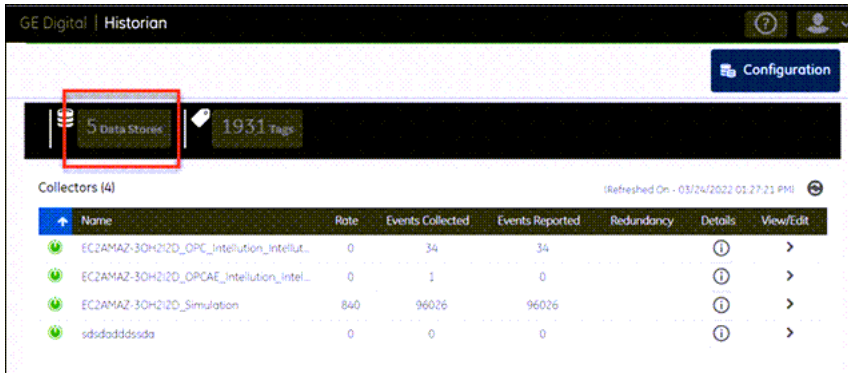 GE Digital | Historian
Configuration
5 Data Stores 1931 Tags
Collectors (4) (Refreshed On - 03/24/2022 01:27:21 PM)
Name Rate Events Collected Events Reported Redundancy Details View/Edit
EC2AMAZ-3OH2I2D_OPC_Intellution_Intellut... 0 34 34
EC2AMAZ-3OH2I2D_OPCAE_Intellution_Intel... 0 1 0
EC2AMAZ-3OH2I2D_Simulation 840 96026 96026
sdsdadddssda 0 0 0